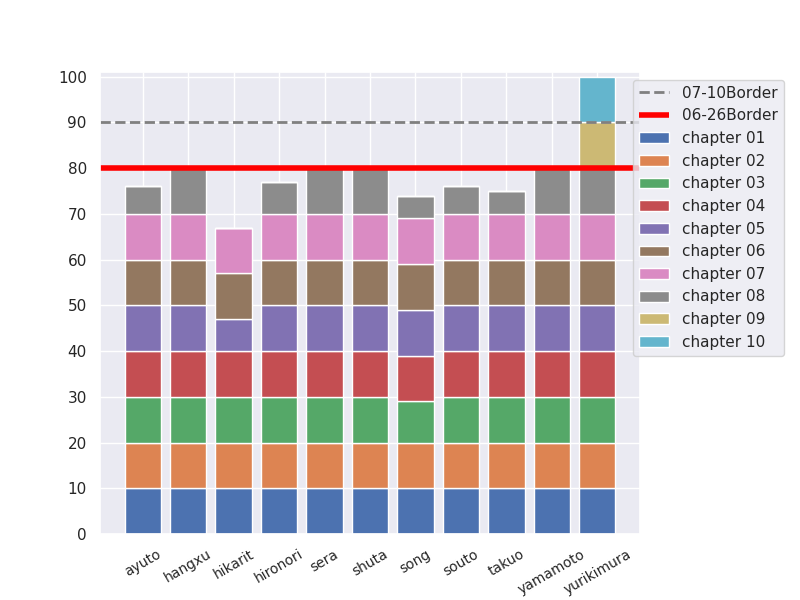 100
90
80
70
60
50
40
30
20
10
0
ayuto
hangxu
hikarit
hironori
sera
shuta
song
souto
takuo
yamamoto
yurikimura
07-10Border
06-26Border
chapter 01
chapter 02
chapter 03
chapter 04
chapter 05
chapter 06
chapter 07
chapter 08
chapter 09
chapter 10